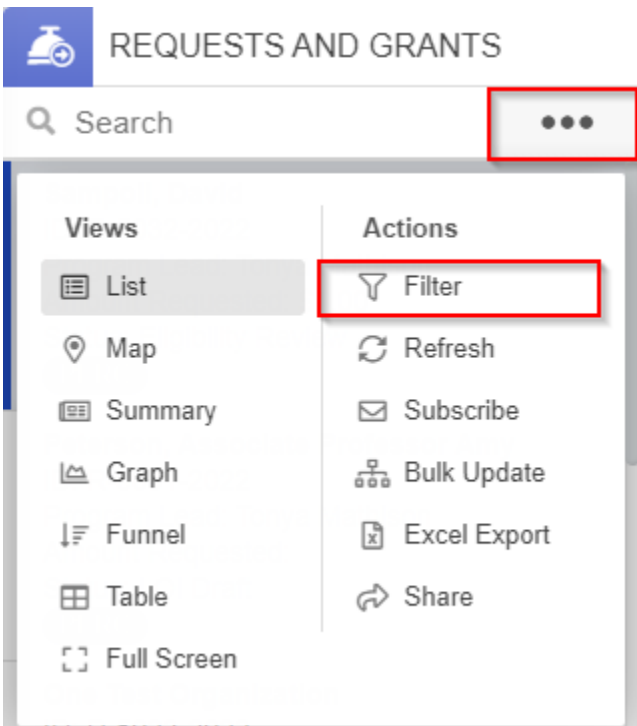 REQUESTS AND GRANTS
Search
Views
List
Map
Summary
Graph
Funnel
Table
Full Screen
Actions
Filter
Refresh
Subscribe
Bulk Update
Excel Export
Share